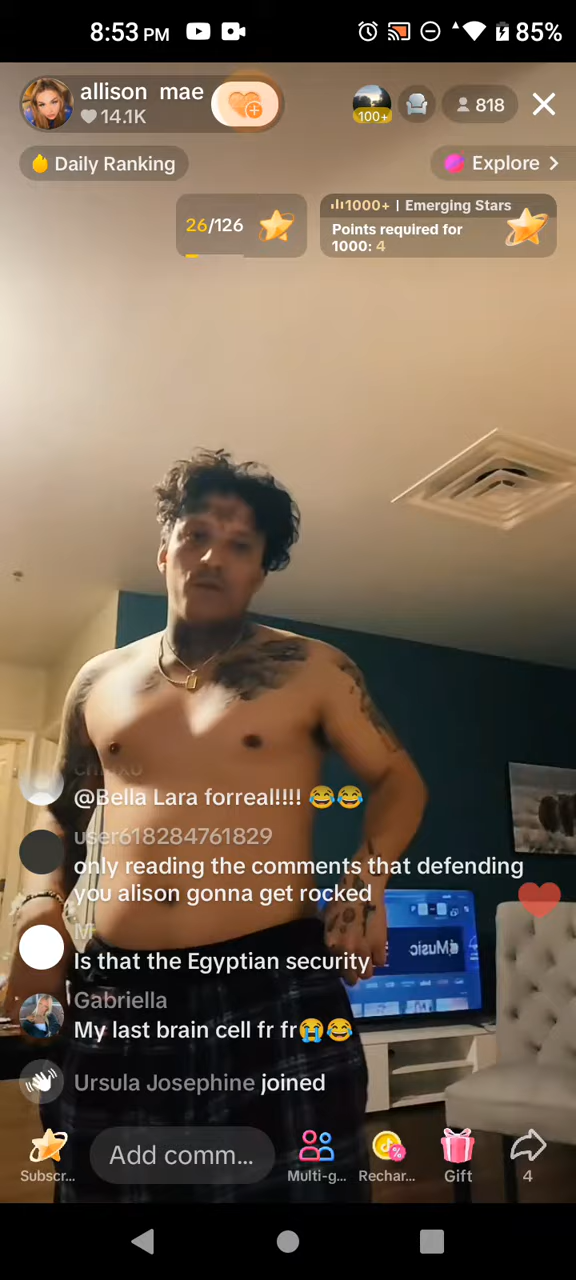 8:53 PM
85%
allison mae
14.1K
100+
818
Daily Ranking
Explore >
26/126
1000+ | Emerging Stars
Points required for
1000: 4
@Bella Lara forreal!!!! 😂😂
user618284761829
only reading the comments that defending
you alison gonna get rocked
M
Is that the Egyptian security
Gabriella
My last brain cell fr fr😭😂
Ursula Josephine joined
Music
Add comm...
Subscr...
Multi-g...
Rechar...
Gift
4